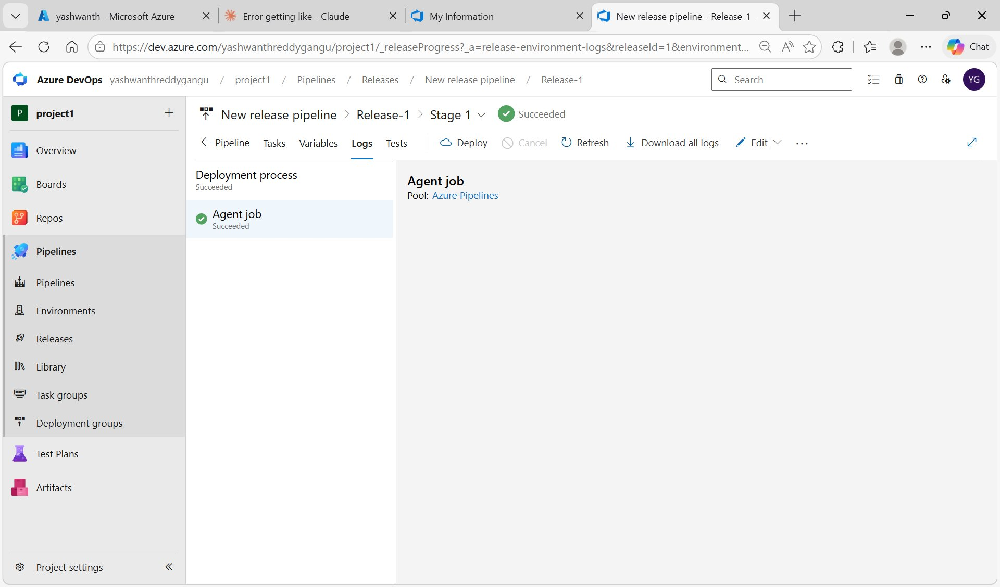 yashwanth - Microsoft Azure
Error getting like - Claude
My Information
New release pipeline - Release-1 -
https://dev.azure.com/yashwanthreddygangu/project1/_releaseProgress?_a=release-environment-logs&releaseId=1&environment...
Chat
Azure DevOps yashwanthreddygangu / project1 / Pipelines / Releases / New release pipeline / Release-1
Search
YG
P project1
New release pipeline > Release-1 > Stage 1 Succeeded
Pipeline Tasks Variables Logs Tests Deploy Cancel Refresh Download all logs Edit ...
Overview
Boards
Repos
Pipelines
Pipelines
Environments
Releases
Library
Task groups
Deployment groups
Test Plans
Artifacts
Project settings
Deployment process
Succeeded
Agent job
Succeeded
Agent job
Pool: Azure Pipelines